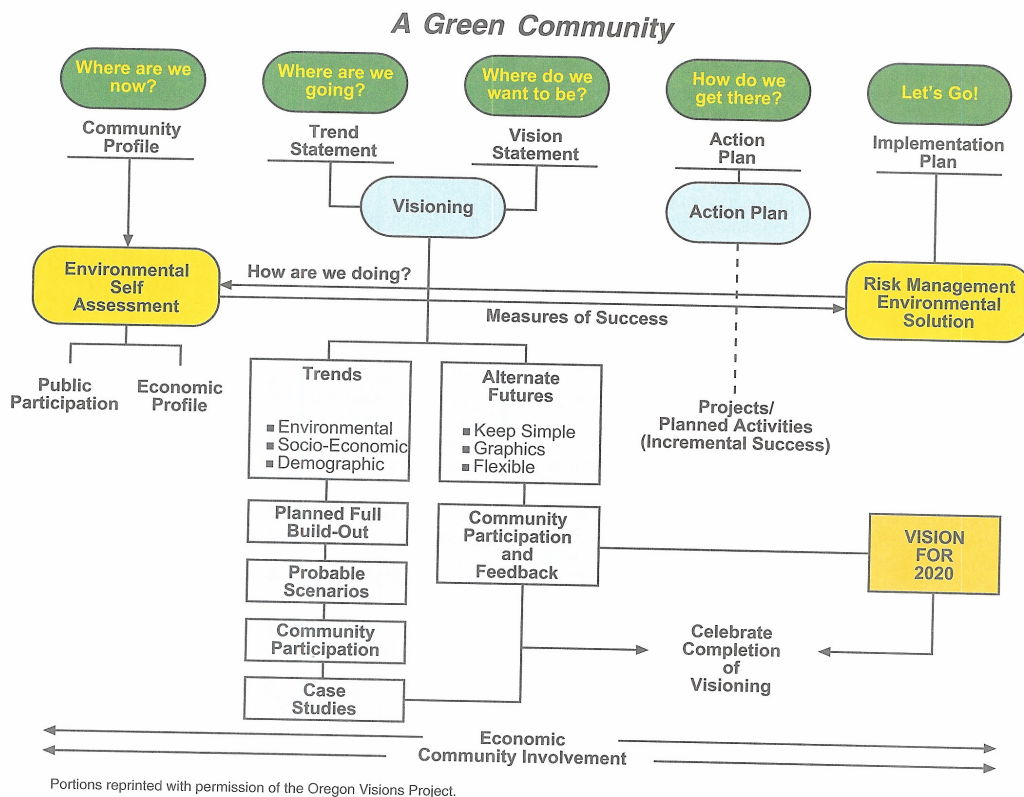 A Green Community
Where are we
now?
Where are we
going?
Where do we
want to be?
How do we
get there?
Let's Go!
Community
Profile
Trend
Statement
Vision
Statement
Action
Plan
Implementation
Plan
Visioning
Action Plan
Environmental
Self
Assessment
How are we doing?
Measures of Success
Risk Management
Environmental
Solution
Public
Participation
Economic
Profile
Trends
■ Environmental
■ Socio-Economic
■ Demographic
Alternate
Futures
■ Keep Simple
■ Graphics
■ Flexible
Projects/
Planned Activities
(Incremental Success)
Planned Full
Build-Out
Probable
Scenarios
Community
Participation
Case
Studies
Community
Participation
and
Feedback
VISION
FOR
2020
Celebrate
Completion
of
Visioning
Economic
Community Involvement
Portions reprinted with permission of the Oregon Visions Project.